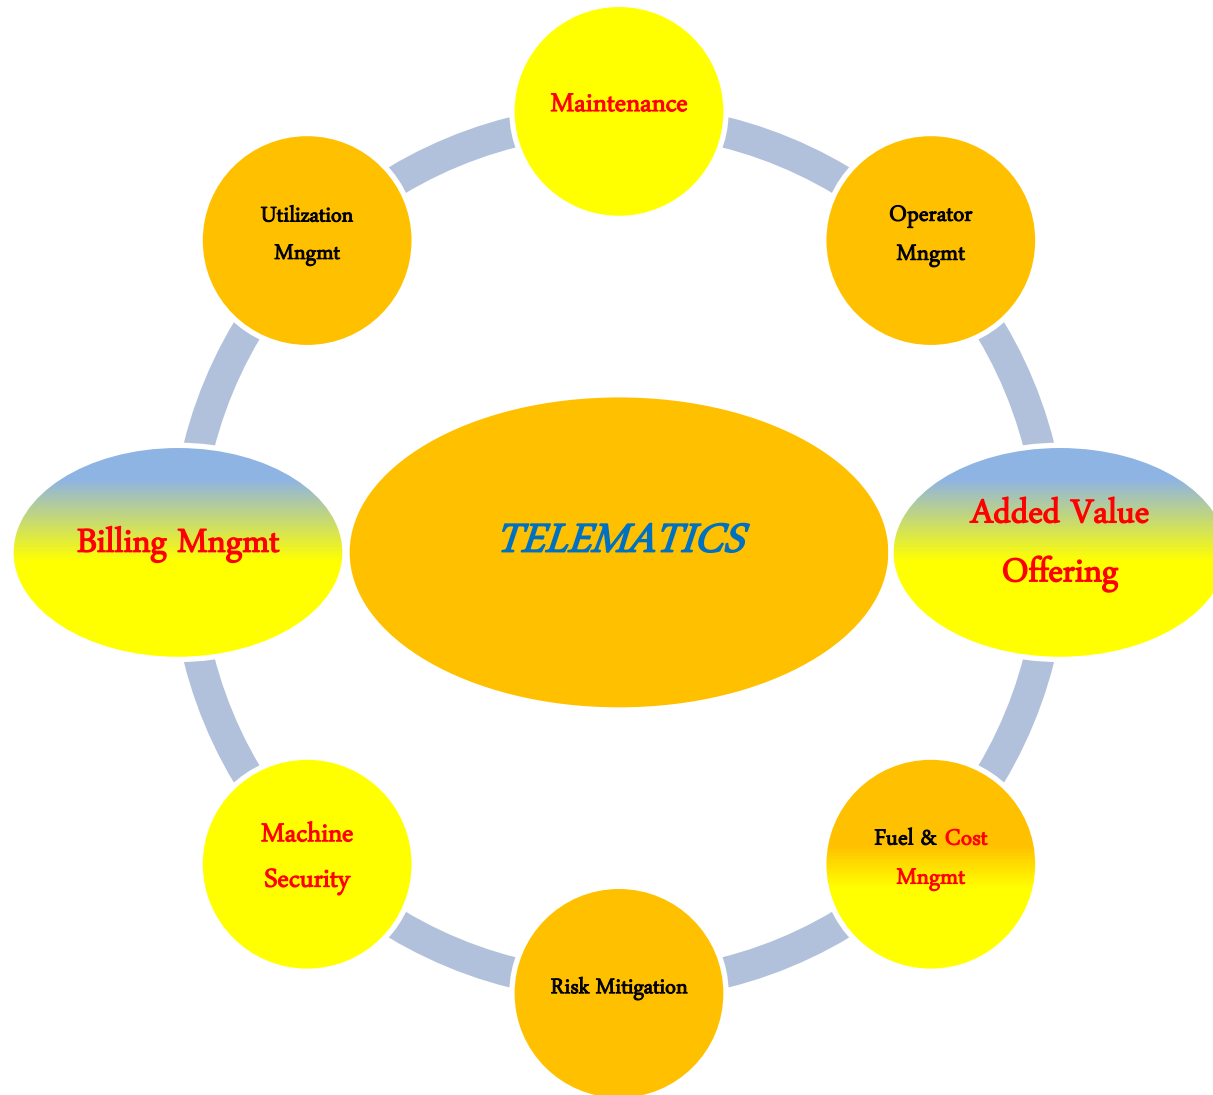 Maintenance
Operator
Mngmt
Added Value
Offering
Fuel & Cost
Mngmt
Risk Mitigation
Machine
Security
Billing Mngmt
Utilization
Mngmt
TELEMATICS